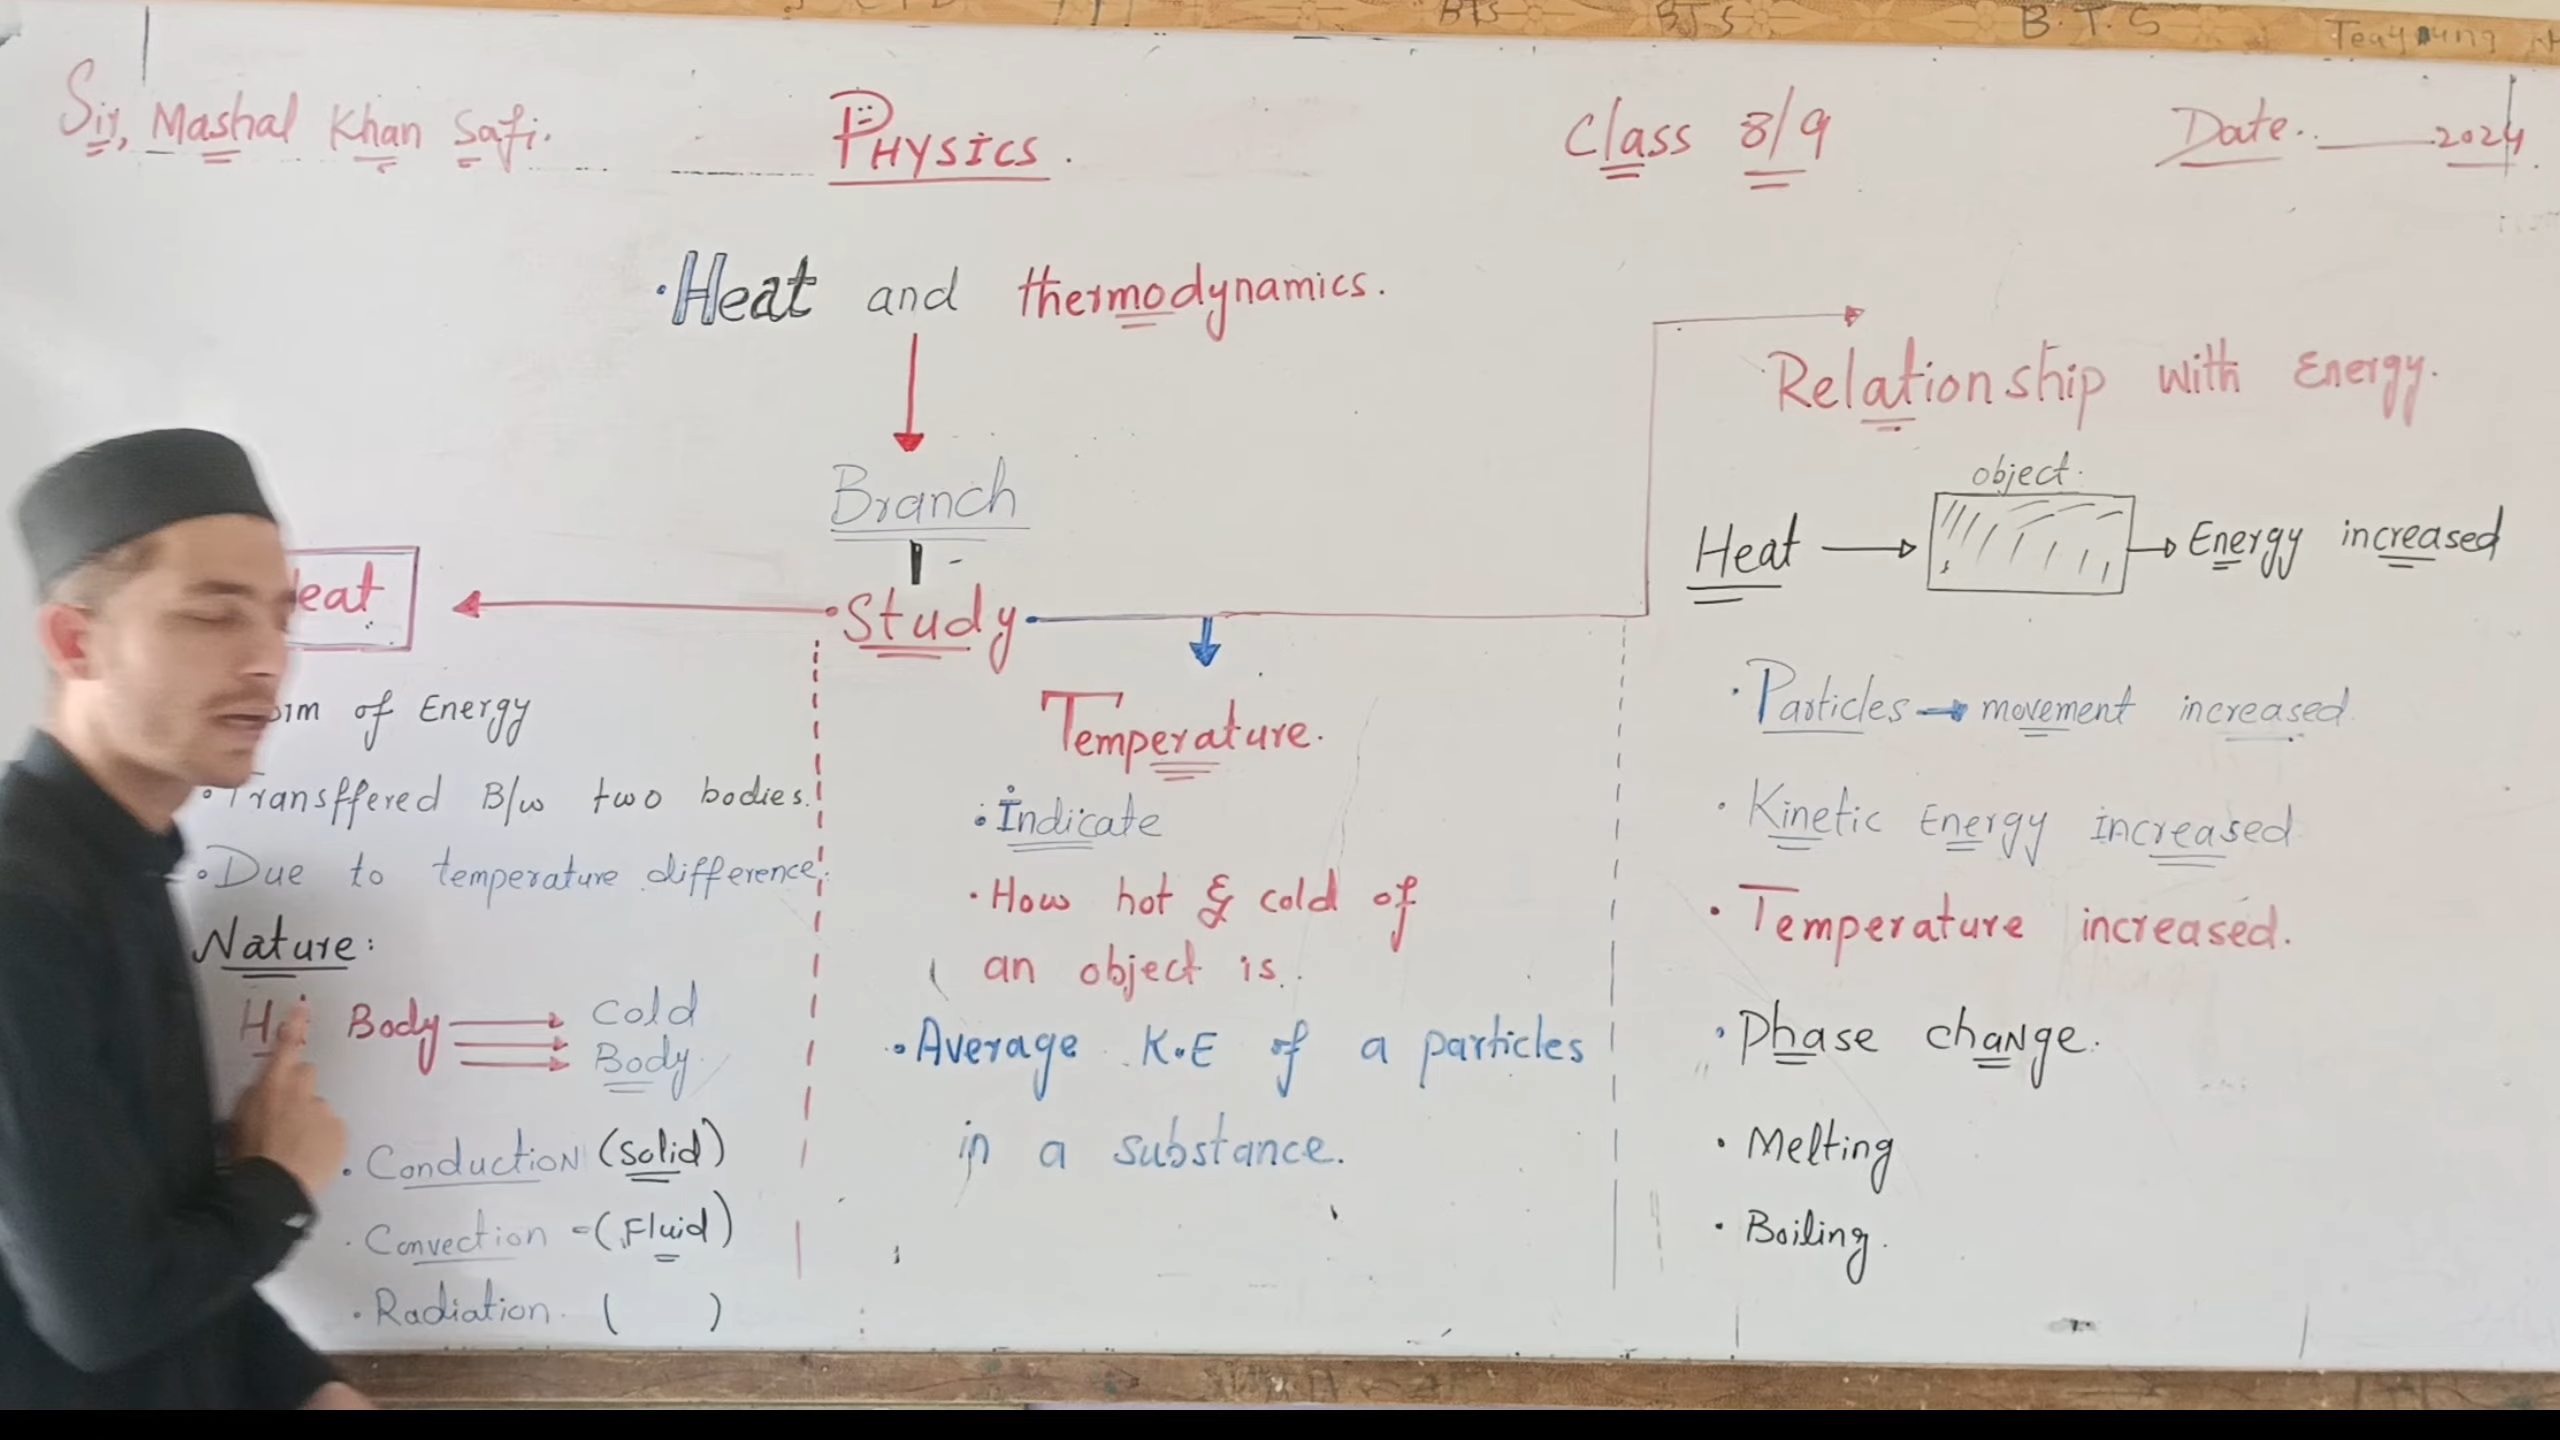 BTS BTS B.T.S
Sir, Mashal Khan Safi. PHYSICS. Class 8/9 Date.. 2024.
·Heat and thermodynamics.
Branch
·Study·
eat
of Energy
·Transffered B/w two bodies.
·Due to temperature difference.
Nature:
Body Cold
Body
·Conduction (Solid)
·Convection -(Fluid)
·Radiation. ( )
Temperature.
·Indicate
·How hot & cold of
an object is.
·Average K.E of a particles
in a substance.
Relationship with Energy.
object.
Heat Energy increased
·Particles movement increased
·Kinetic Energy increased
·Temperature increased.
·Phase change.
·Melting
·Boiling.